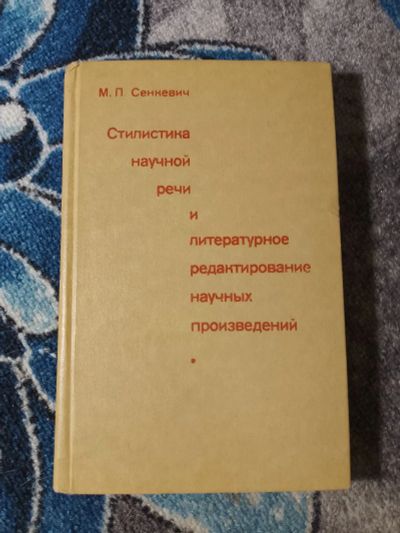 М. П. Сенкевич
Стилистика
научной
речи
и
литературное
редактирование
научных
произведений